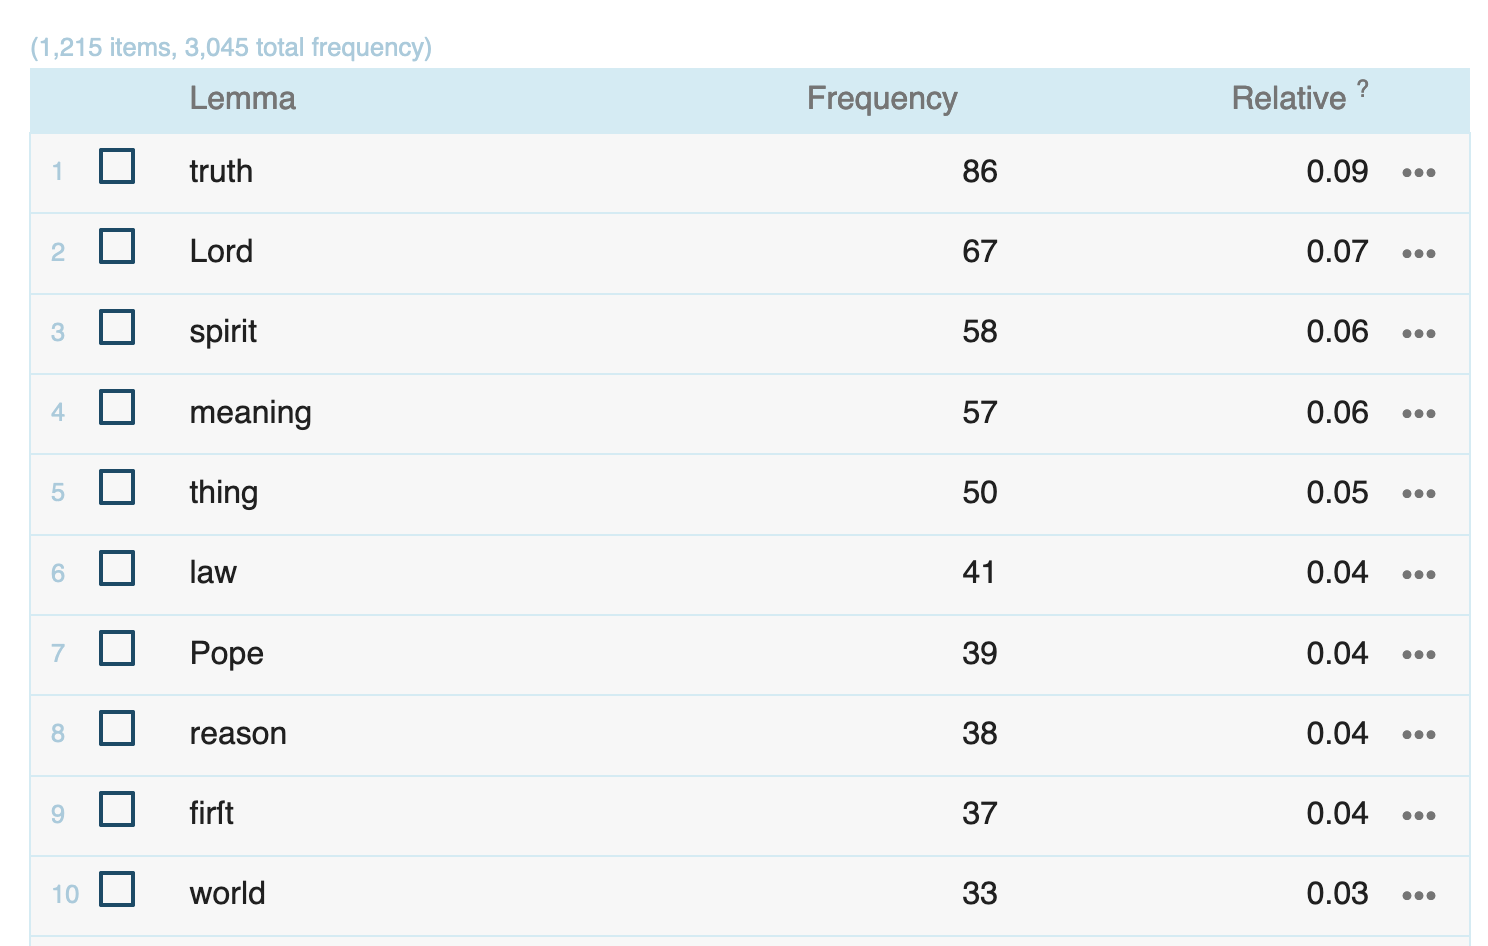 (1,215 items, 3,045 total frequency)
Lemma Frequency Relative ?
1 truth 86 0.09 •••
2 Lord 67 0.07 •••
3 spirit 58 0.06 •••
4 meaning 57 0.06 •••
5 thing 50 0.05 •••
6 law 41 0.04 •••
7 Pope 39 0.04 •••
8 reason 38 0.04 •••
9 firſt 37 0.04 •••
10 world 33 0.03 •••